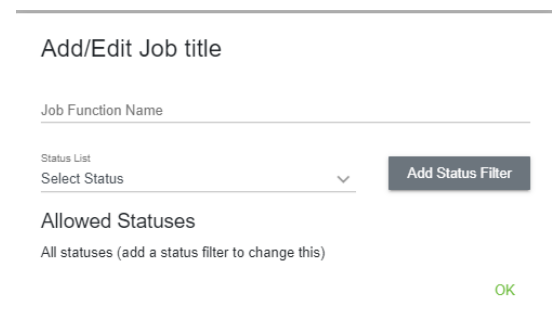 Add/Edit Job title
Job Function Name
Status List
Select Status
Add Status Filter
Allowed Statuses
All statuses (add a status filter to change this)
OK